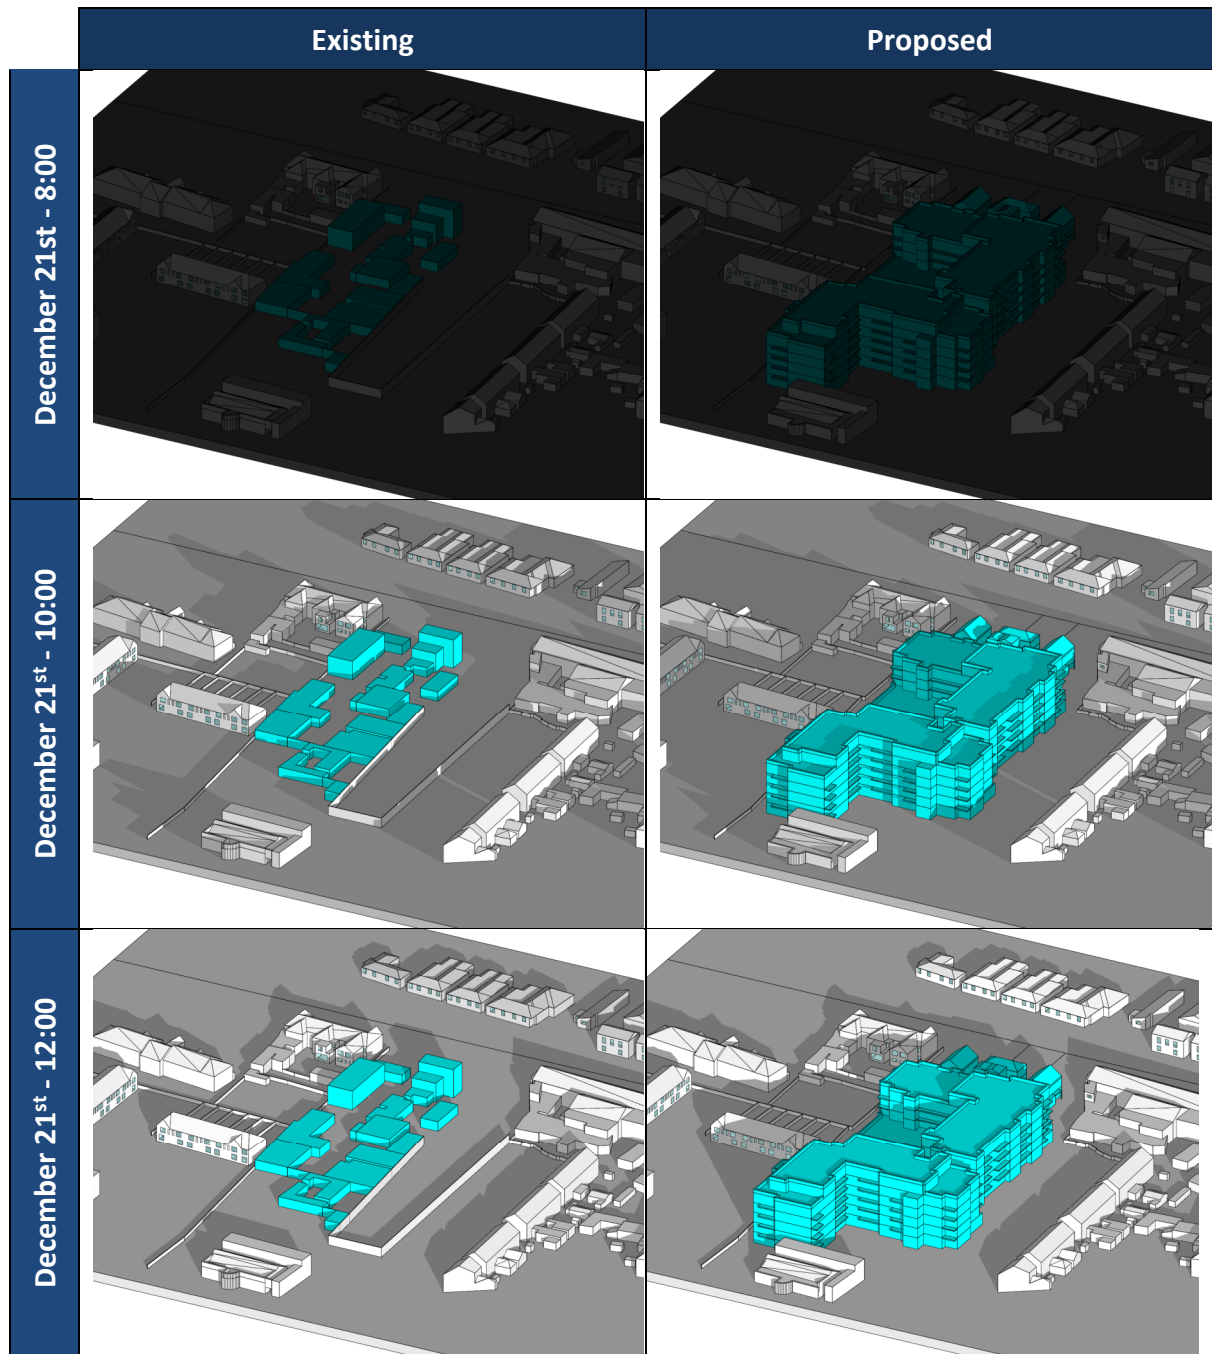 Existing
Proposed
December 21st - 8:00
December 21st - 10:00
December 21st - 12:00